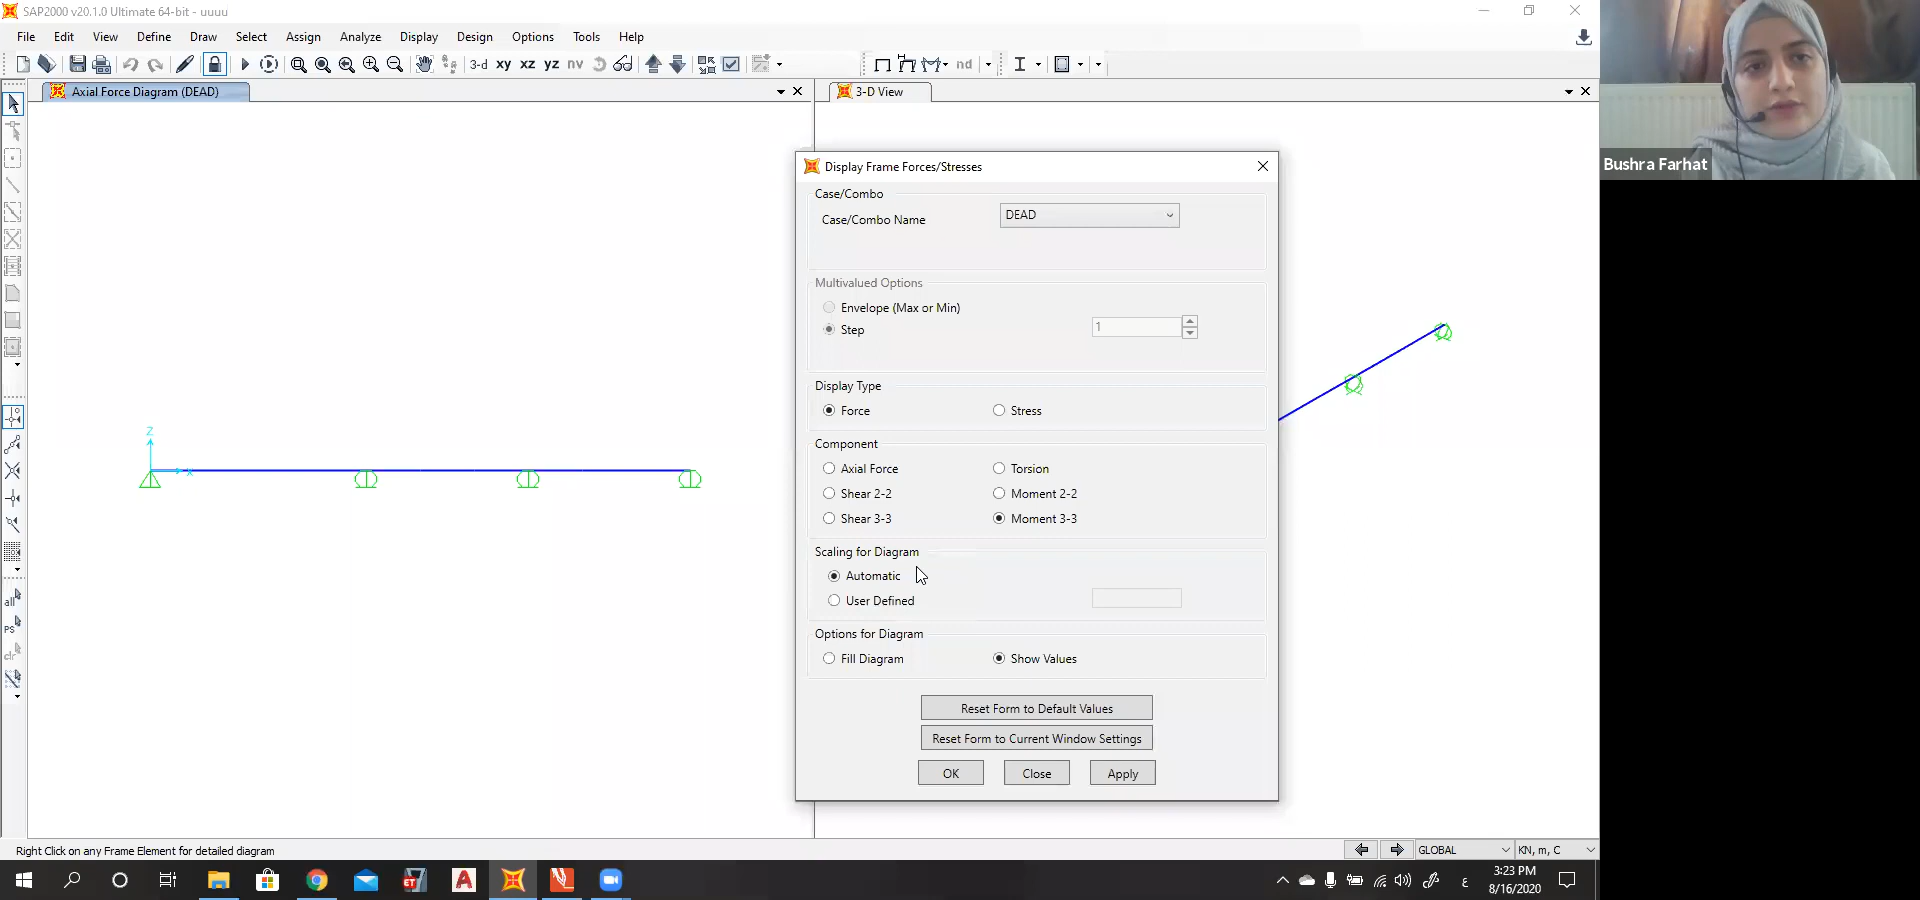 SAP2000 v20.1.0 Ultimate 64-bit - uuuu
File Edit View Define Draw Select Assign Analyze Display Design Options Tools Help
3-d xy xz yz nv nd
Axial Force Diagram (DEAD)
3-D View
Bushra Farhat
Display Frame Forces/Stresses
Case/Combo
Case/Combo Name DEAD
Multivalued Options
Envelope (Max or Min)
Step 1
Display Type
Force Stress
Component
Axial Force Torsion
Shear 2-2 Moment 2-2
Shear 3-3 Moment 3-3
Scaling for Diagram
Automatic
User Defined
Options for Diagram
Fill Diagram Show Values
Reset Form to Default Values
Reset Form to Current Window Settings
OK Close Apply
Z
X
all
PS
clr
Right Click on any Frame Element for detailed diagram
GLOBAL KN, m, C
ET A
ع
3:23 PM
8/16/2020